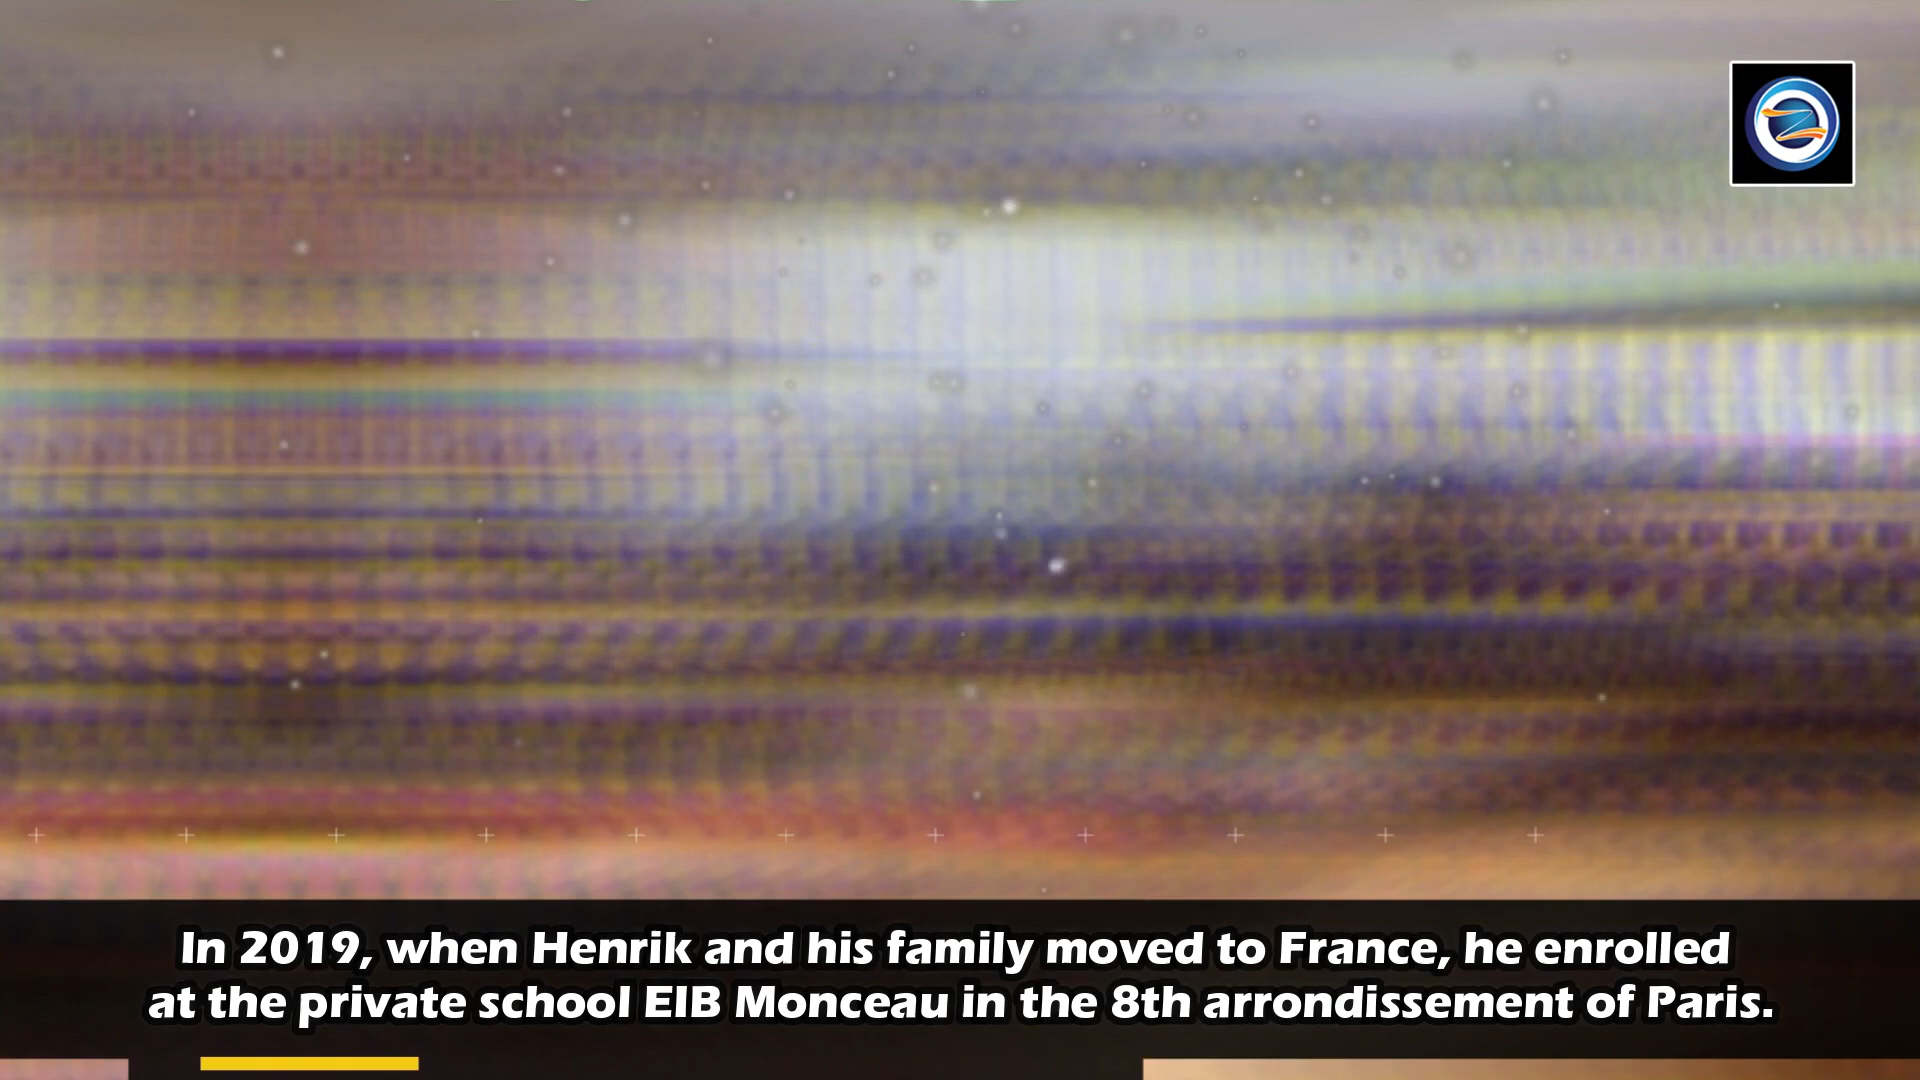 In 2019, when Henrik and his family moved to France, he enrolled
at the private school EIB Monceau in the 8th arrondissement of Paris.